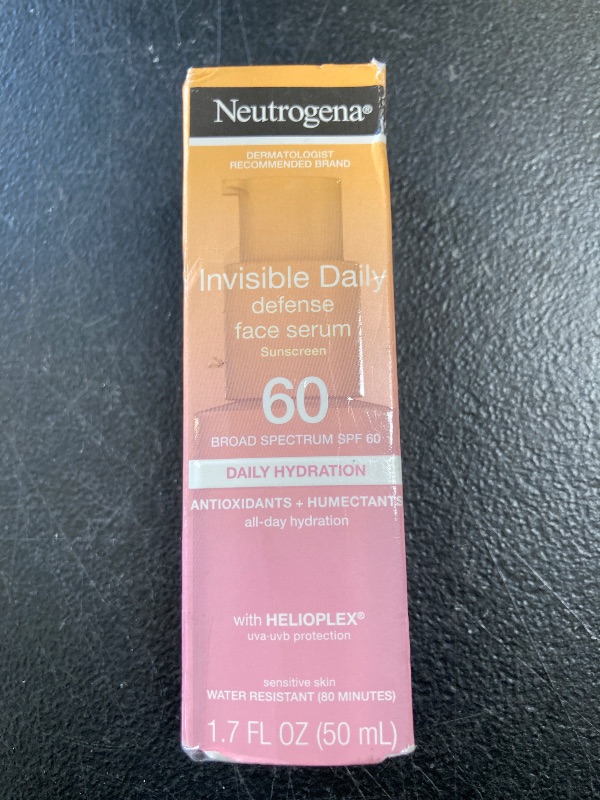 Neutrogena®
DERMATOLOGIST
RECOMMENDED BRAND
Invisible Daily
defense
face serum
Sunscreen
60
BROAD SPECTRUM SPF 60
DAILY HYDRATION
ANTIOXIDANTS + HUMECTANTS
all-day hydration
with HELIOPLEX®
uva-uvb protection
sensitive skin
WATER RESISTANT (80 MINUTES)
1.7 FL OZ (50 mL)